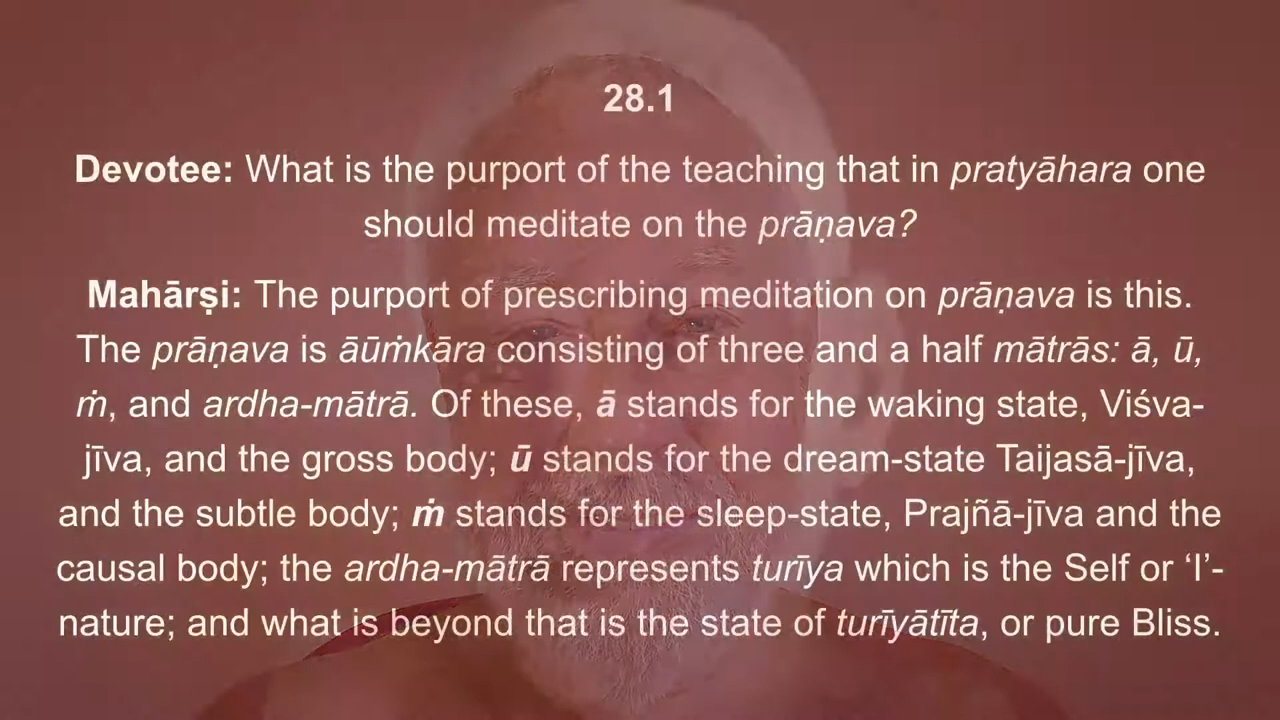 28.1
Devotee: What is the purport of the teaching that in pratyāhara one
should meditate on the prāṇava?
Mahārṣi: The purport of prescribing meditation on prāṇava is this.
The prāṇava is āūṁkāra consisting of three and a half mātrās: ā, ū,
ṁ, and ardha-mātrā. Of these, ā stands for the waking state, Viśva-
jīva, and the gross body; ū stands for the dream-state Taijasā-jīva,
and the subtle body; ṁ stands for the sleep-state, Prajñā-jīva and the
causal body; the ardha-mātrā represents turīya which is the Self or ‘I’-
nature; and what is beyond that is the state of turīyātīta, or pure Bliss.